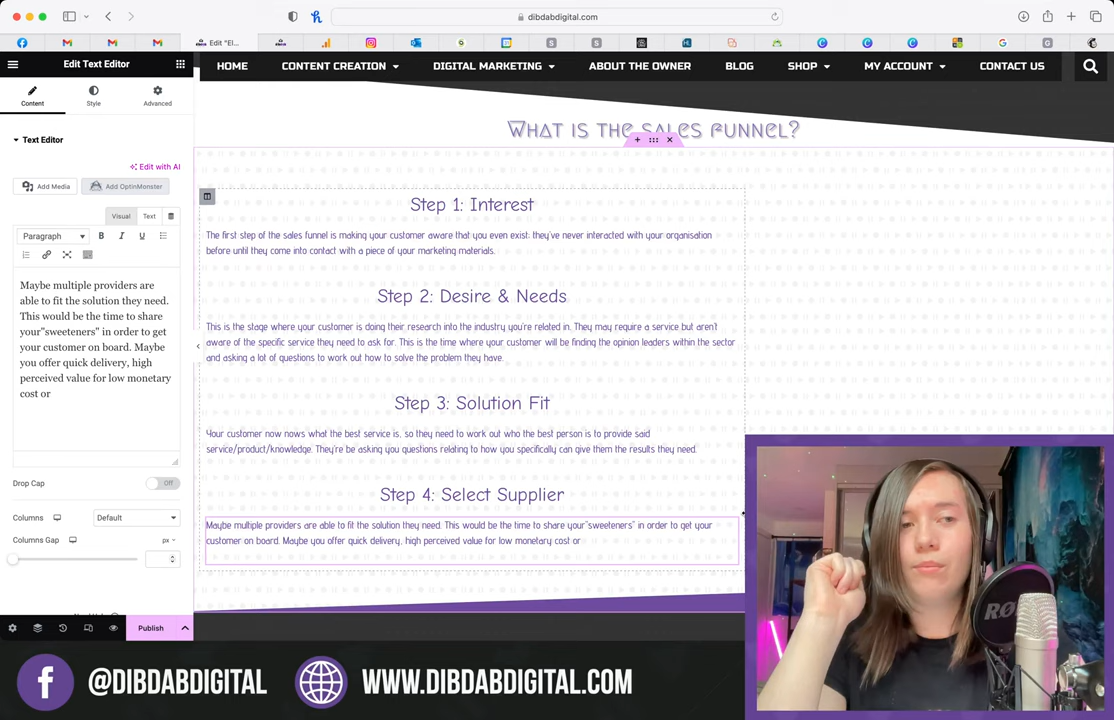 dibdabdigital.com
Edit "El...
Edit Text Editor
HOME CONTENT CREATION DIGITAL MARKETING ABOUT THE OWNER BLOG SHOP MY ACCOUNT CONTACT US
Content Style Advanced
WHAT IS THE SALES FUNNEL?
Text Editor
Edit with AI
Add Media Add OptinMonster
Visual Text
Paragraph B I U
Maybe multiple providers are
able to fit the solution they need.
This would be the time to share
your"sweeteners" in order to get
your customer on board. Maybe
you offer quick delivery, high
perceived value for low monetary
cost or
Drop Cap Off
Columns Default
Columns Gap px
Publish
Step 1: Interest
The first step of the sales funnel is making your customer aware that you even exist; they've never interacted with your organisation
before until they come into contact with a piece of your marketing materials.
Step 2: Desire & Needs
This is the stage where your customer is doing their research into the industry you're related in. They may require a service but aren't
aware of the specific service they need to ask for. This is the time where your customer will be finding the opinion leaders within the sector
and asking a lot of questions to work out how to solve the problem they have.
Step 3: Solution Fit
Your customer now nows what the best service is, so they need to work out who the best person is to provide said
service/product/knowledge. They're be asking you questions relating to how you specifically can give them the results they need.
Step 4: Select Supplier
Maybe multiple providers are able to fit the solution they need. This would be the time to share your"sweeteners" in order to get your
customer on board. Maybe you offer quick delivery, high perceived value for low monetary cost or
RØDE
@DIBDABDIGITAL WWW.DIBDABDIGITAL.COM